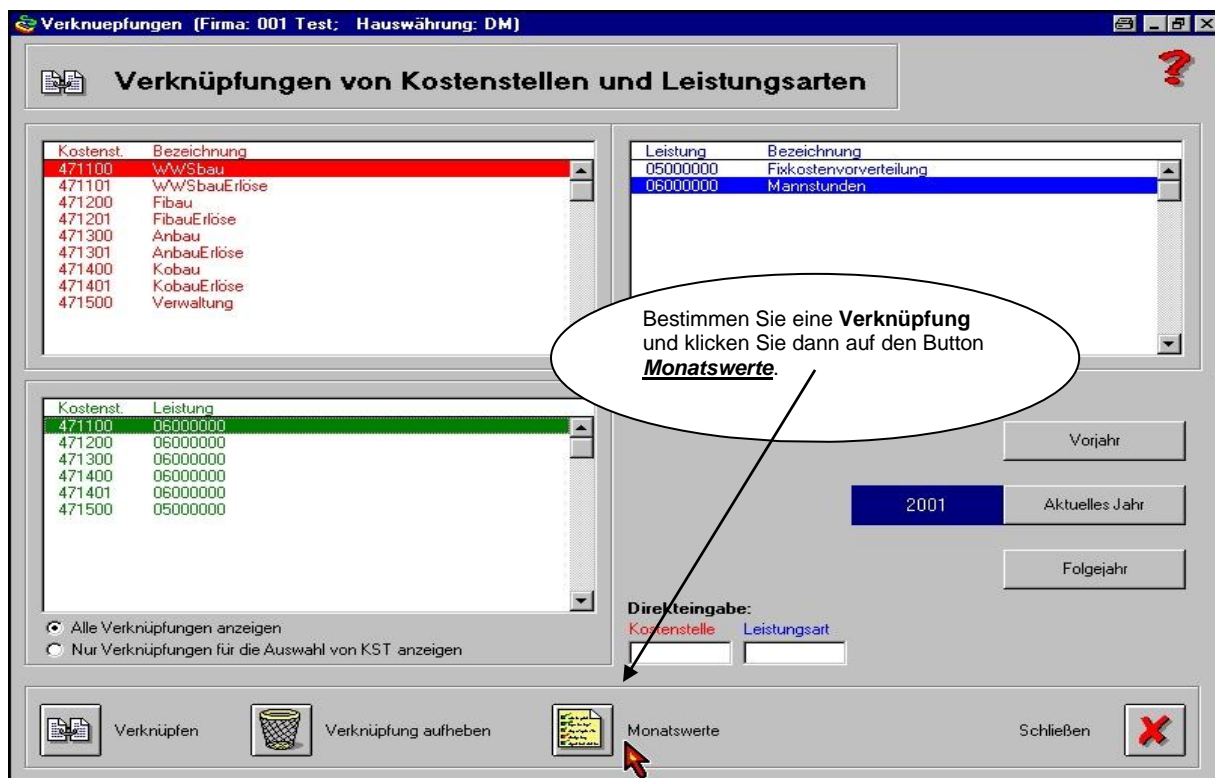 Verknuepfungen (Firma: 001 Test; Hauswährung: DM)
Verknüpfungen von Kostenstellen und Leistungsarten
Kostenst. Bezeichnung
471100 WWSbau
471101 WWSbauErlöse
471200 Fibau
471201 FibauErlöse
471300 Anbau
471301 AnbauErlöse
471400 Kobau
471401 KobauErlöse
471500 Verwaltung
Leistung Bezeichnung
05000000 Fixkostenvorverteilung
06000000 Mannstunden
Bestimmen Sie eine Verknüpfung
und klicken Sie dann auf den Button
Monatswerte.
Kostenst. Leistung
471100 06000000
471200 06000000
471300 06000000
471400 06000000
471401 06000000
471500 05000000
Alle Verknüpfungen anzeigen
Nur Verknüpfungen für die Auswahl von KST anzeigen
Vorjahr
2001 Aktuelles Jahr
Folgejahr
Direkteingabe:
Kostenstelle Leistungsart
Verknüpfen Verknüpfung aufheben Monatswerte Schließen